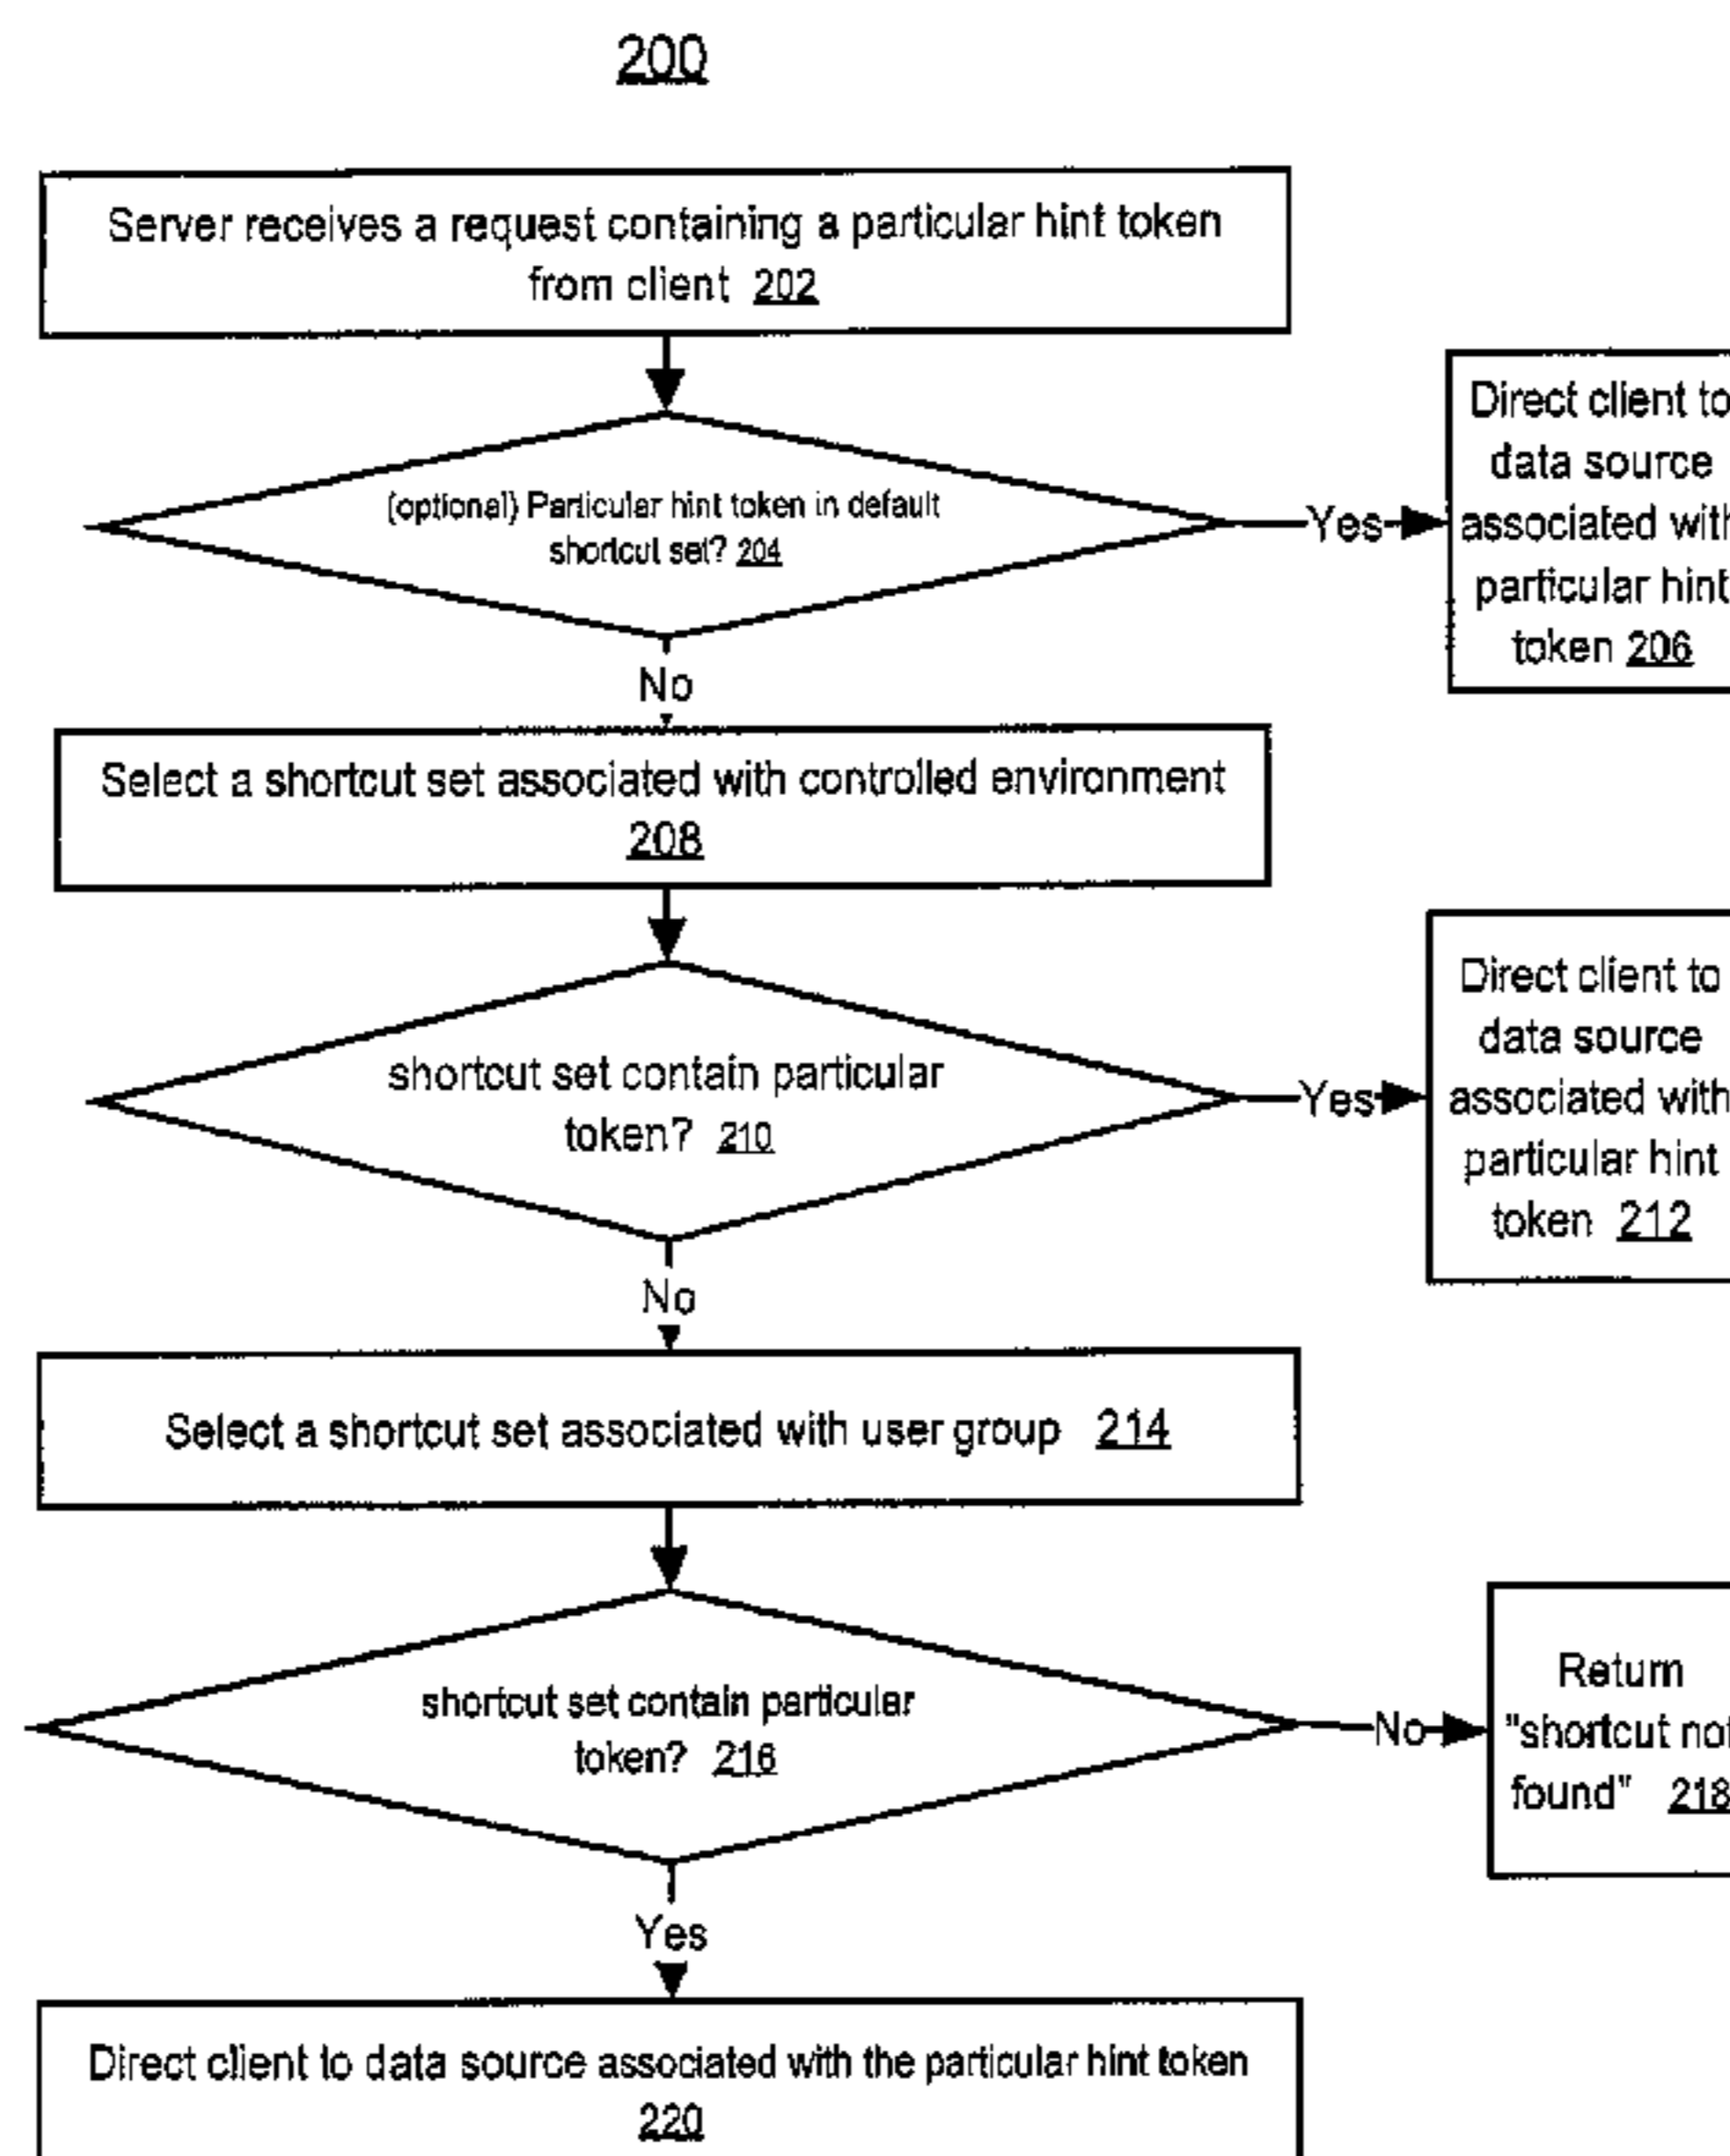 200
Server receives a request containing a particular hint token
from client 202
(optional) Particular hint token in default
shortcut set? 204
Yes
Direct client to
data source
associated with
particular hint
token 206
No
Select a shortcut set associated with controlled environment
208
shortcut set contain particular
token? 210
Yes
Direct client to
data source
associated with
particular hint
token 212
No
Select a shortcut set associated with user group 214
shortcut set contain particular
token? 216
No
Return
"shortcut not
found" 218
Yes
Direct client to data source associated with the particular hint token
220